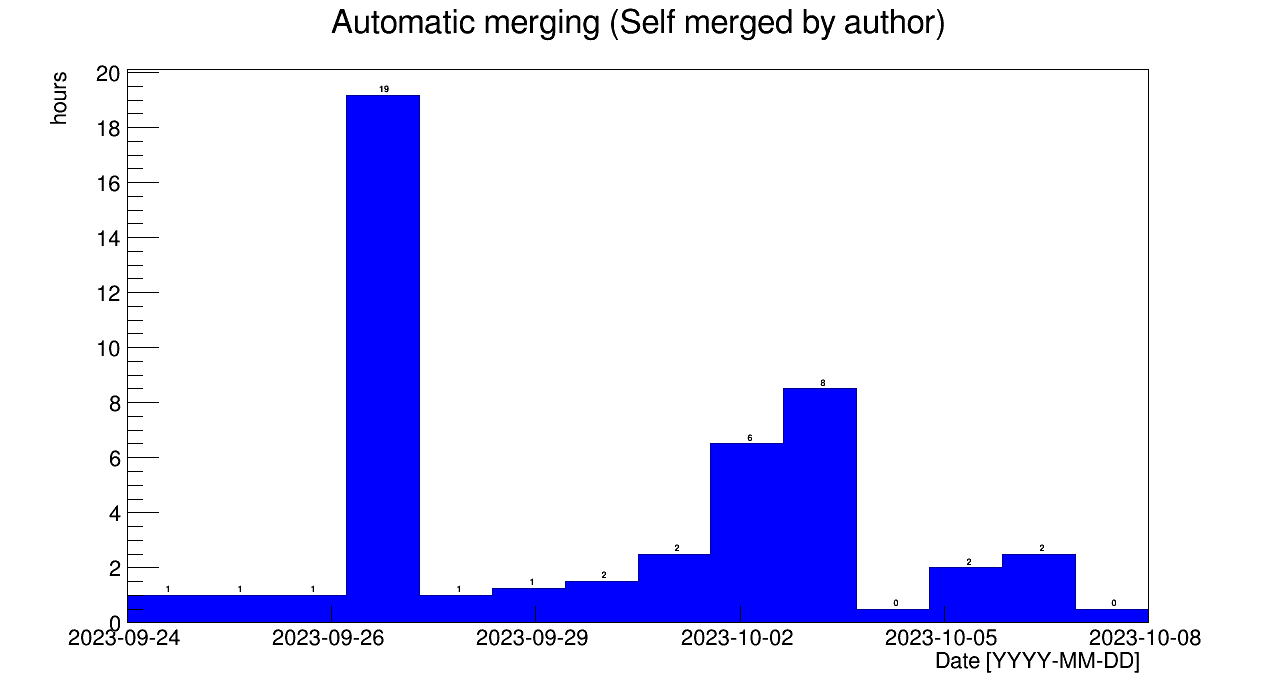 Automatic merging (Self merged by author)
hours
20
18
16
14
12
10
8
6
4
2
0
1 1 1 19 1 1 2 2 6 8 0 2 2 0
2023-09-24 2023-09-26 2023-09-29 2023-10-02 2023-10-05 2023-10-08
Date [YYYY-MM-DD]